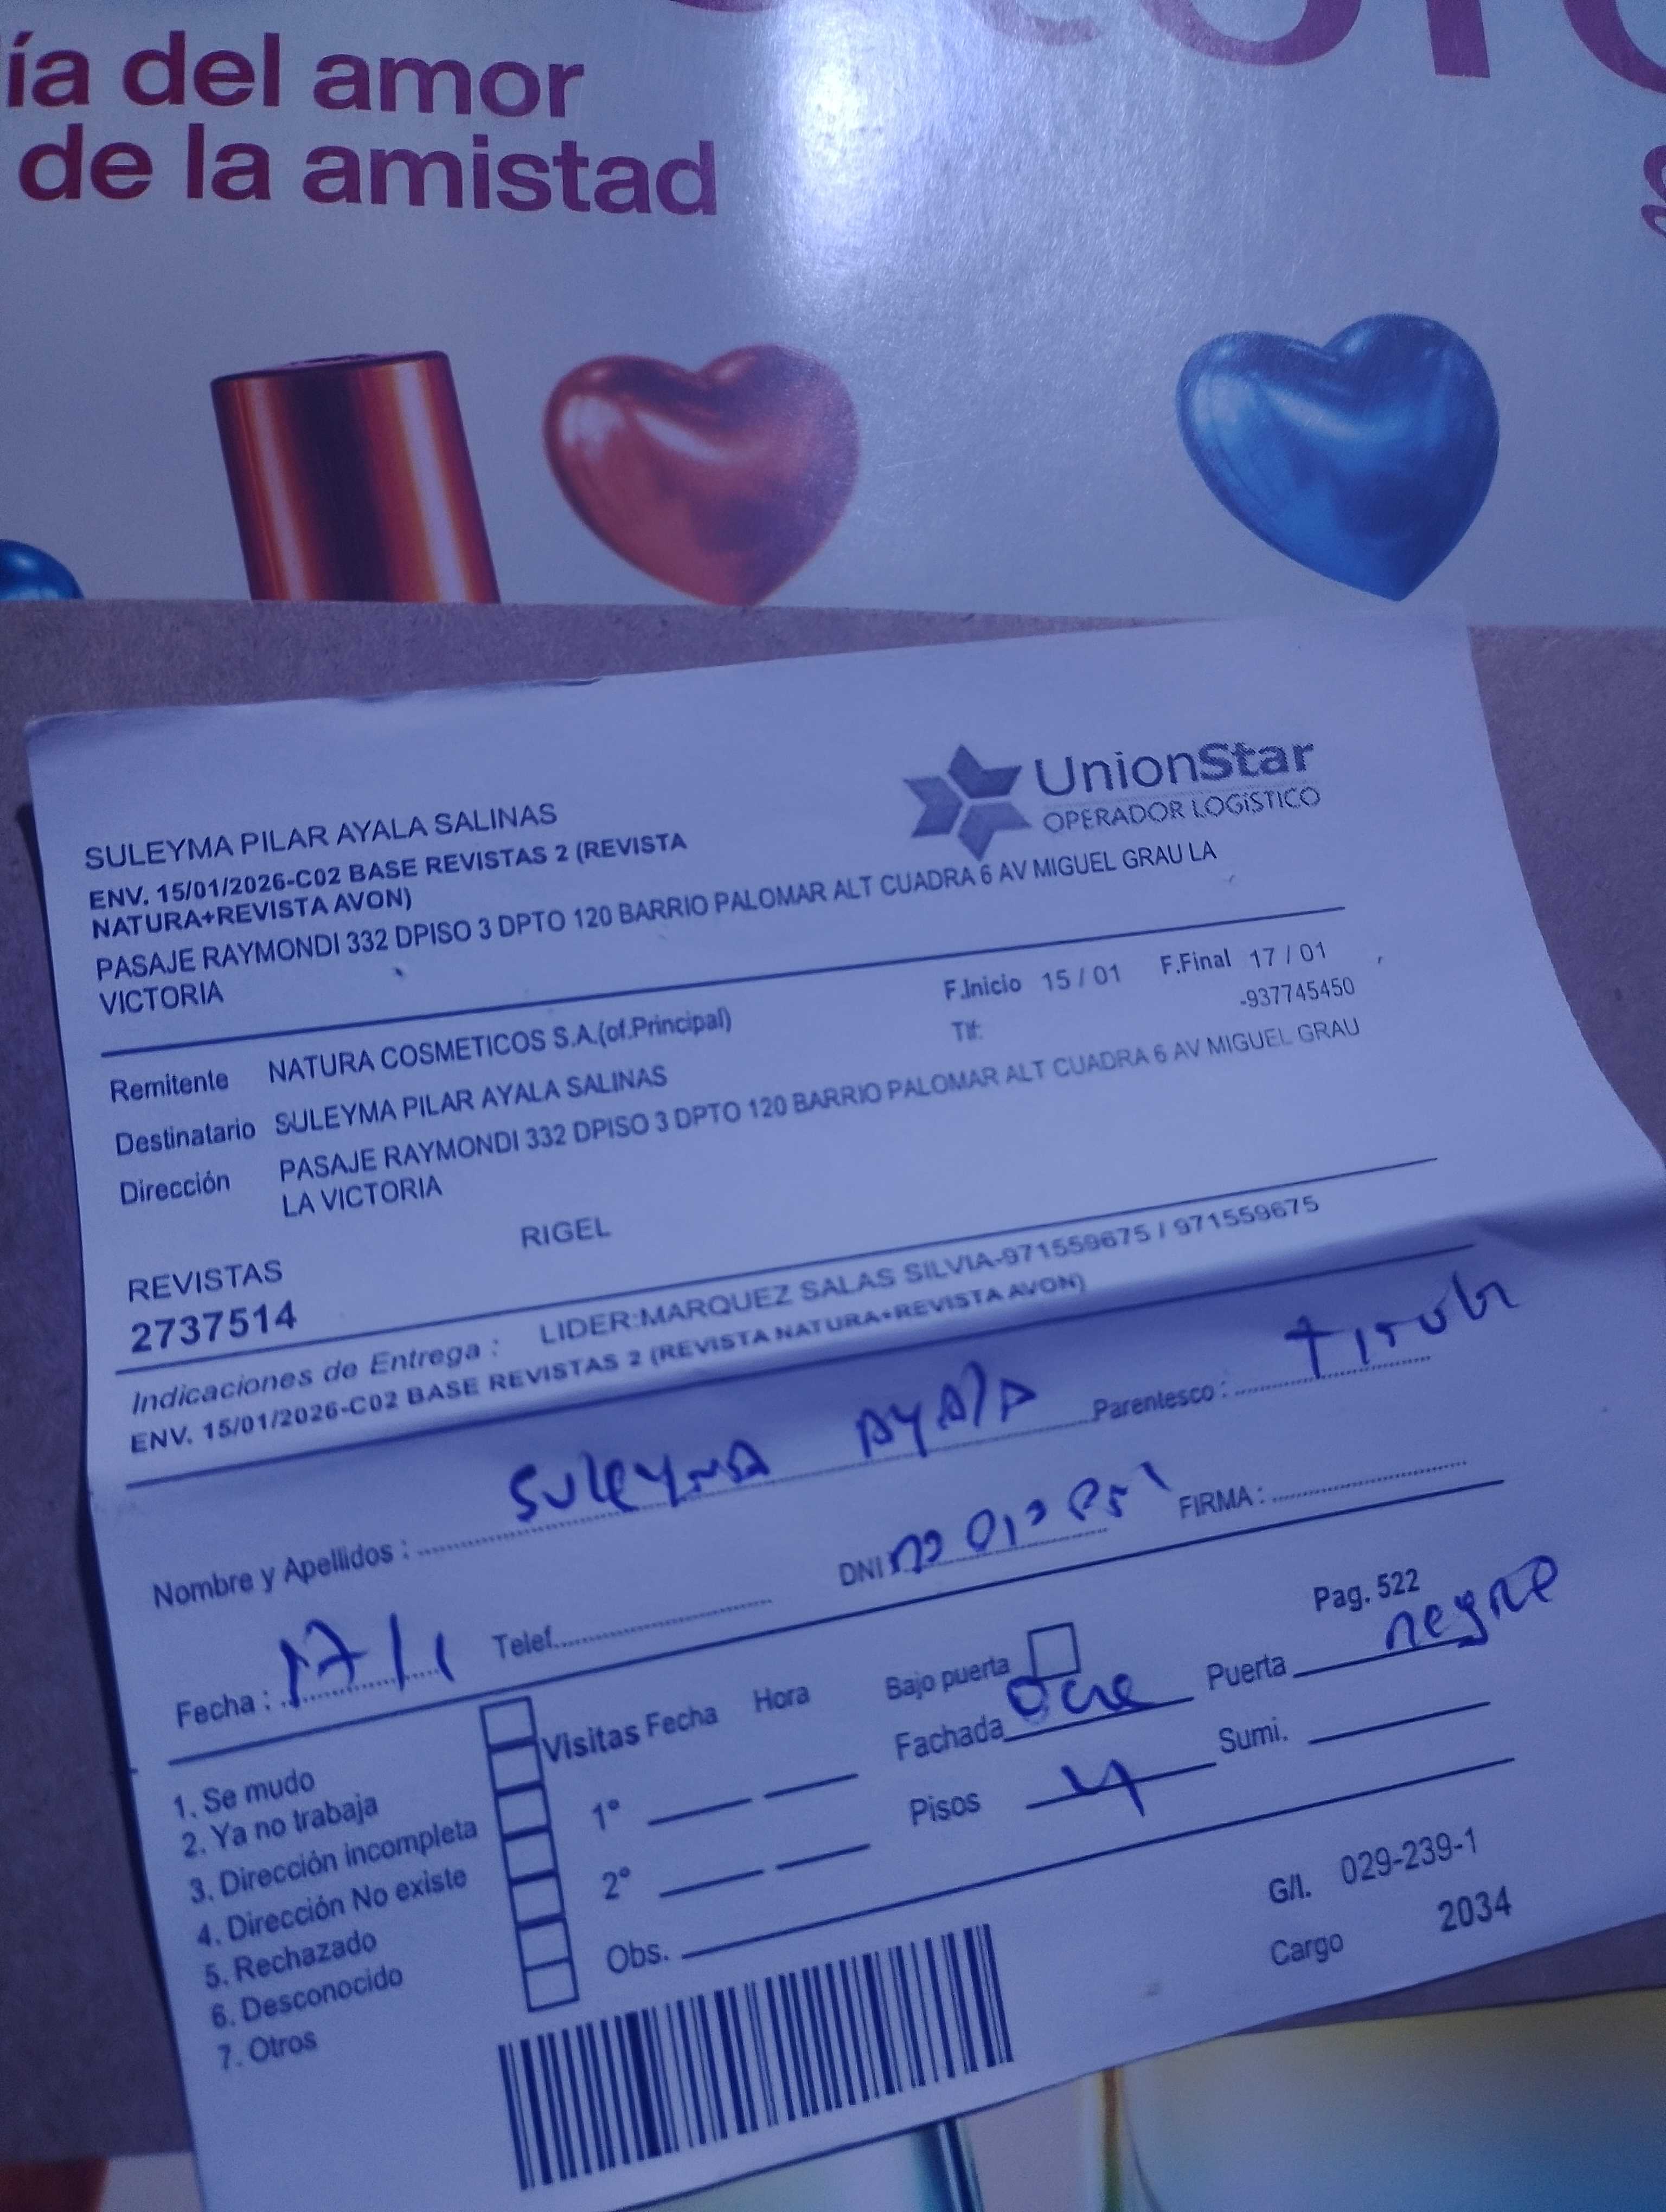 ía del amor
de la amistad
UnionStar
OPERADOR LOGíSTICO
SULEYMA PILAR AYALA SALINAS
ENV. 15/01/2026-C02 BASE REVISTAS 2 (REVISTA
NATURA+REVISTA AVON)
PASAJE RAYMONDI 332 DPISO 3 DPTO 120 BARRIO PALOMAR ALT CUADRA 6 AV MIGUEL GRAU LA
VICTORIA
F.Inicio 15 / 01 F.Final 17 / 01
Remitente NATURA COSMETICOS S.A.(of.Principal)
Tlf: -937745450
Destinatario SULEYMA PILAR AYALA SALINAS
Dirección PASAJE RAYMONDI 332 DPISO 3 DPTO 120 BARRIO PALOMAR ALT CUADRA 6 AV MIGUEL GRAU
LA VICTORIA
REVISTAS RIGEL
2737514
Indicaciones de Entrega : LIDER:MARQUEZ SALAS SILVIA-971559675 / 971559675
ENV. 15/01/2026-C02 BASE REVISTAS 2 (REVISTA NATURA+REVISTA AVON)
Nombre y Apellidos : Suleyma Ayala Parentesco :
Fecha : 17/1 Telef. DNI FIRMA :
Pag. 522
Bajo puerta
Visitas Fecha Hora Fachada Ocre Puerta negre
1. Se mudo
2. Ya no trabaja
3. Dirección incompleta
4. Dirección No existe
5. Rechazado
6. Desconocido
7. Otros
1° Pisos 4 Sumi.
2°
Obs.
G/I. 029-239-1
Cargo 2034